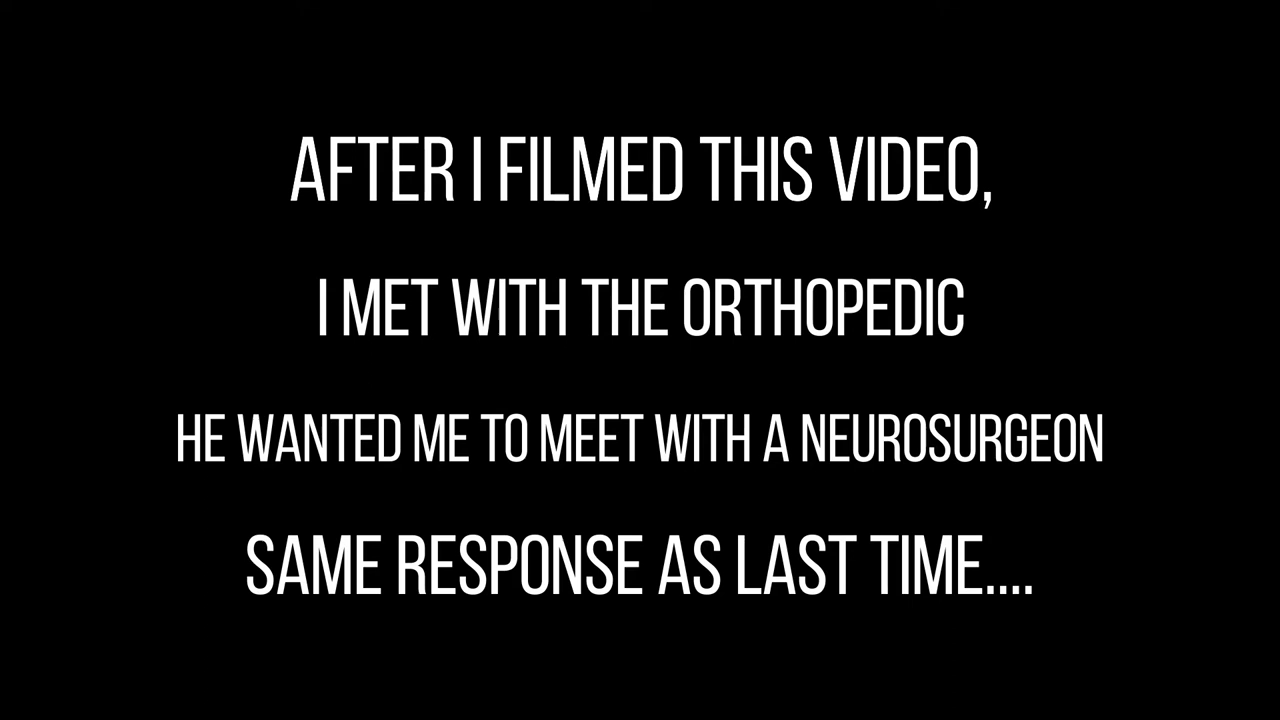 AFTER I FILMED THIS VIDEO,
I MET WITH THE ORTHOPEDIC
HE WANTED ME TO MEET WITH A NEUROSURGEON
SAME RESPONSE AS LAST TIME....